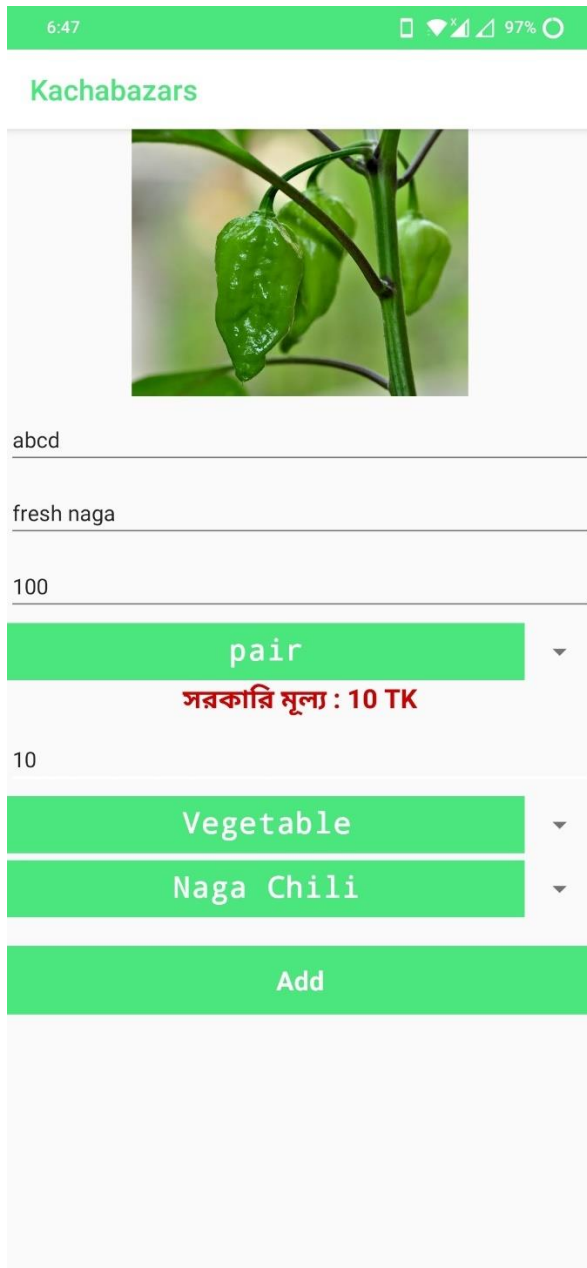 6:47
97%
Kachabazars
abcd
fresh naga
100
pair
সরকারি মূল্য : 10 TK
10
Vegetable
Naga Chili
Add